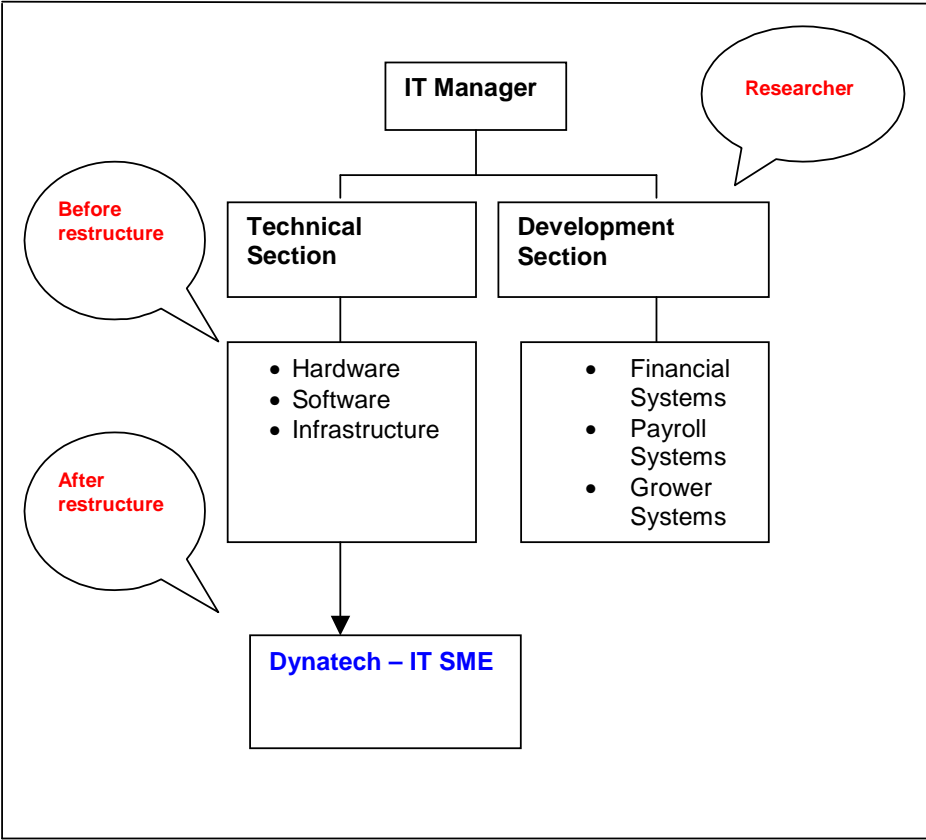 IT Manager
Researcher
Before
restructure
Technical
Section
Development
Section
• Hardware
• Software
• Infrastructure
• Financial
Systems
• Payroll
Systems
• Grower
Systems
After
restructure
Dynatech – IT SME